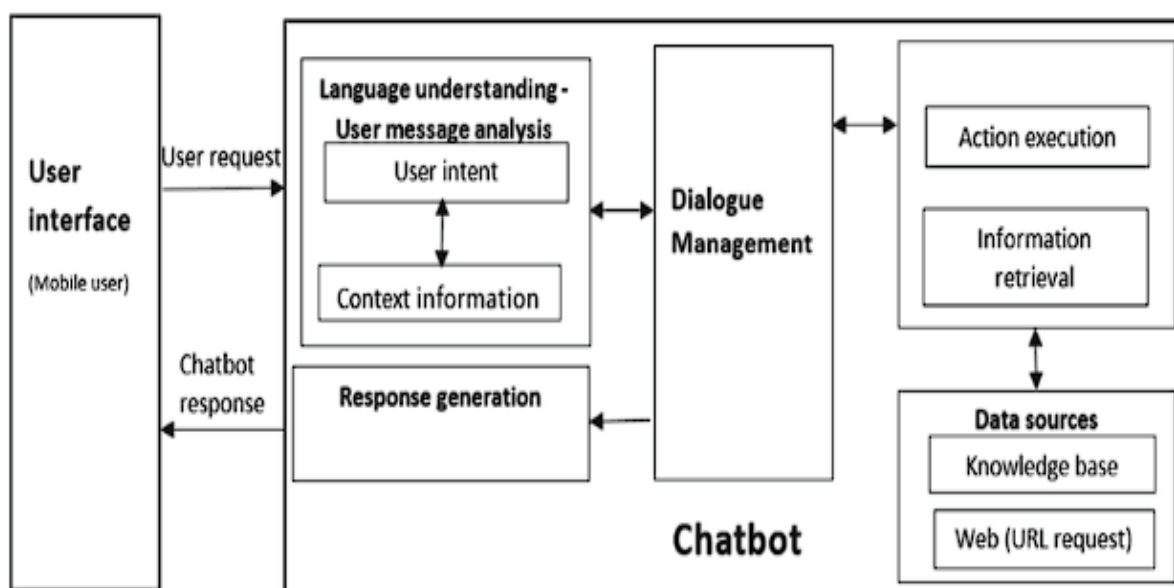 User
interface
(Mobile user)
User request
Chatbot
response
Language understanding -
User message analysis
User intent
Context information
Response generation
Dialogue
Management
Action execution
Information
retrieval
Data sources
Knowledge base
Web (URL request)
Chatbot